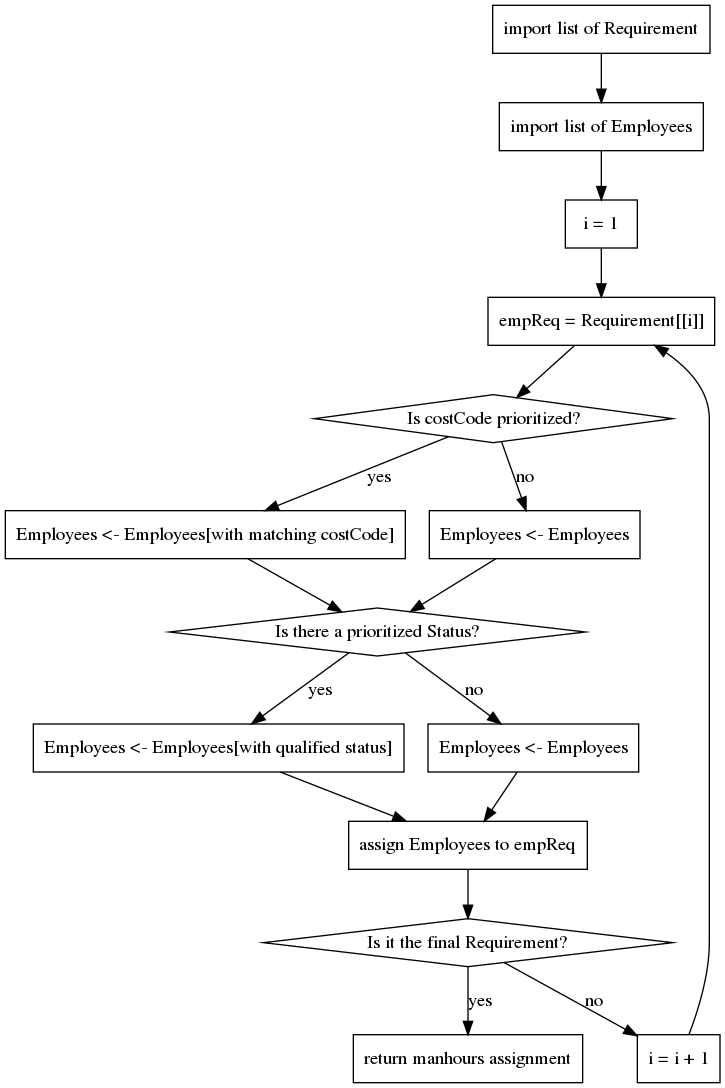 import list of Requirement
import list of Employees
i = 1
empReq = Requirement[[i]]
Is costCode prioritized?
yes
no
Employees <- Employees[with matching costCode]
Employees <- Employees
Is there a prioritized Status?
yes
no
Employees <- Employees[with qualified status]
Employees <- Employees
assign Employees to empReq
Is it the final Requirement?
yes
no
return manhours assignment
i = i + 1